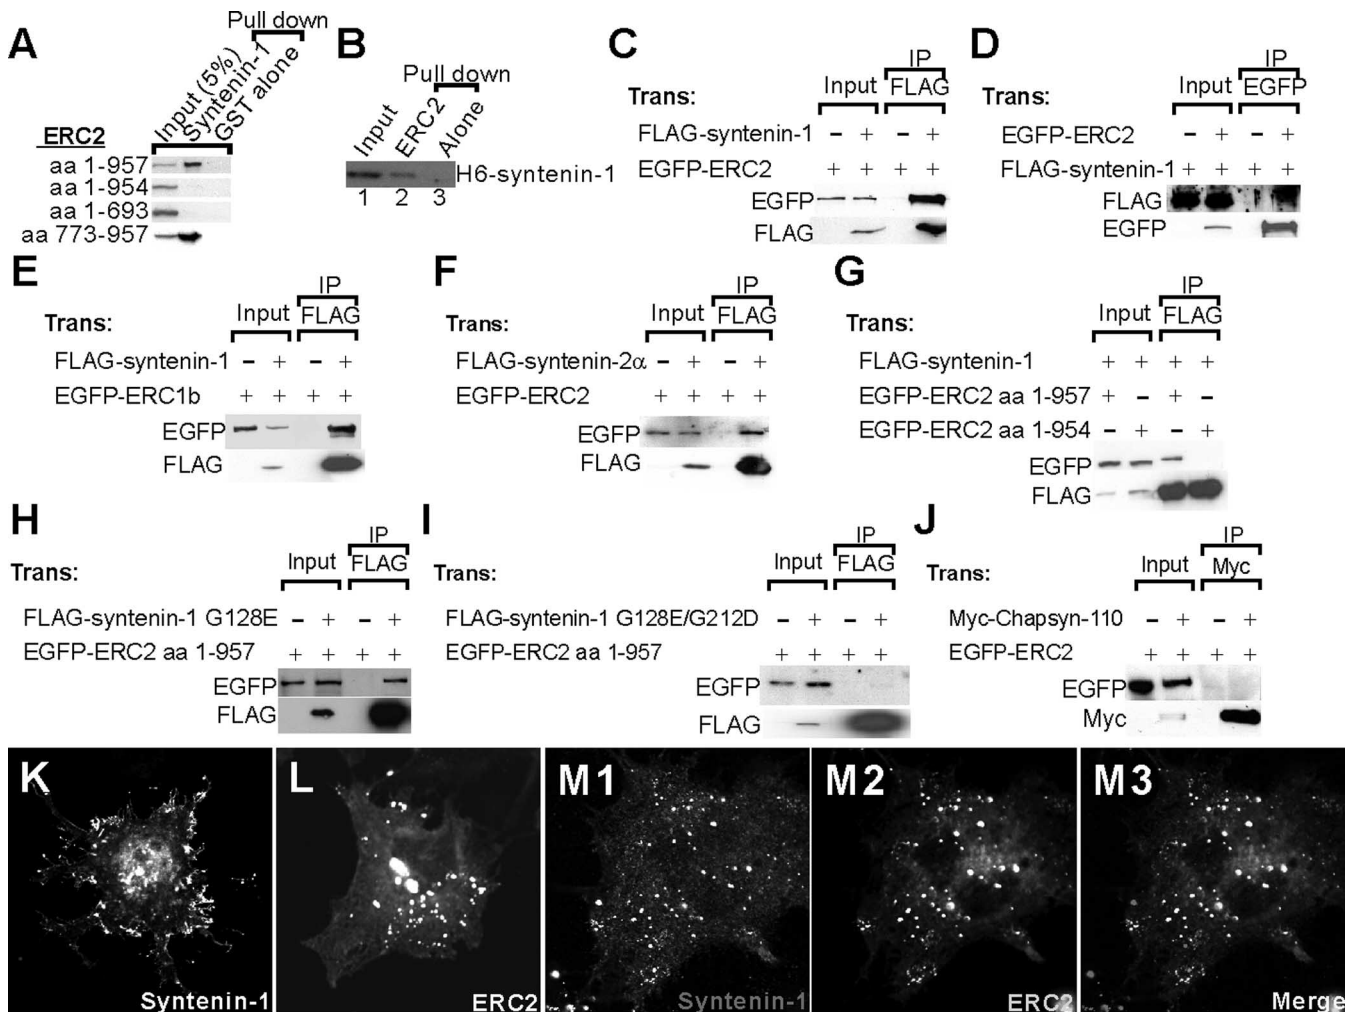 A
Pull down
Input (5%)
Syntenin-1
GST alone
ERC2
aa 1-957
aa 1-954
aa 1-693
aa 773-957
B
Pull down
Input
ERC2
Alone
H6-syntenin-1
1 2 3
C
IP
Trans:
Input
FLAG
FLAG-syntenin-1 – + – +
EGFP-ERC2 + + + +
EGFP
FLAG
D
IP
Trans:
Input
EGFP
EGFP-ERC2 – + – +
FLAG-syntenin-1 + + + +
FLAG
EGFP
E
IP
Trans:
Input
FLAG
FLAG-syntenin-1 – + – +
EGFP-ERC1b + + + +
EGFP
FLAG
F
IP
Trans:
Input
FLAG
FLAG-syntenin-2α – + – +
EGFP-ERC2 + + + +
EGFP
FLAG
G
IP
Trans:
Input
FLAG
FLAG-syntenin-1 + + + +
EGFP-ERC2 aa 1-957 + – + –
EGFP-ERC2 aa 1-954 – + – +
EGFP
FLAG
H
IP
Trans:
Input
FLAG
FLAG-syntenin-1 G128E – + – +
EGFP-ERC2 aa 1-957 + + + +
EGFP
FLAG
I
IP
Trans:
Input
FLAG
FLAG-syntenin-1 G128E/G212D – + – +
EGFP-ERC2 aa 1-957 + + + +
EGFP
FLAG
J
IP
Trans:
Input
Myc
Myc-Chapsyn-110 – + – +
EGFP-ERC2 + + + +
EGFP
Myc
K
Syntenin-1
L
ERC2
M1
Syntenin-1
M2
ERC2
M3
Merge